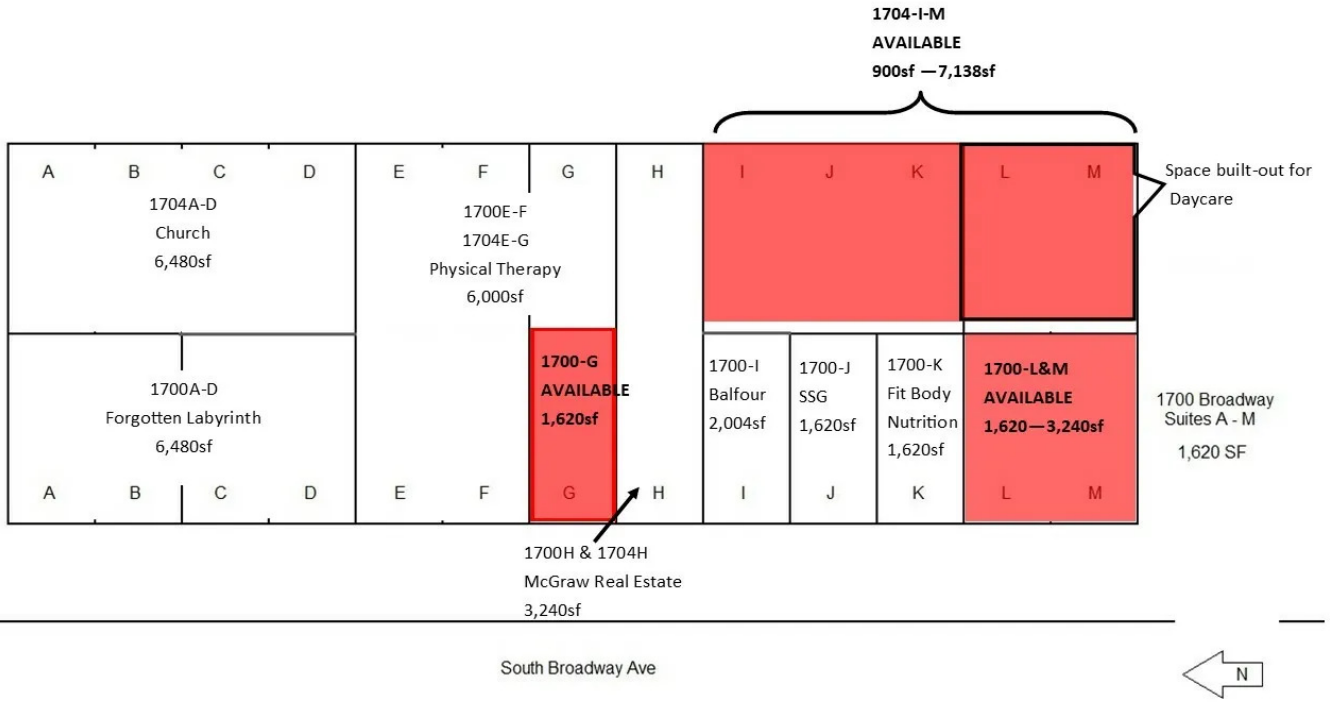 1704-I-M
AVAILABLE
900sf —7,138sf
A B C D E F G H I J K L M
1704A-D
Church
6,480sf
1700E-F
1704E-G
Physical Therapy
6,000sf
Space built-out for
Daycare
1700A-D
Forgotten Labyrinth
6,480sf
1700-G
AVAILABLE
1,620sf
1700-I
Balfour
2,004sf
1700-J
SSG
1,620sf
1700-K
Fit Body
Nutrition
1,620sf
1700-L&M
AVAILABLE
1,620—3,240sf
1700 Broadway
Suites A - M
1,620 SF
A B C D E F G H I J K L M
1700H & 1704H
McGraw Real Estate
3,240sf
South Broadway Ave
N